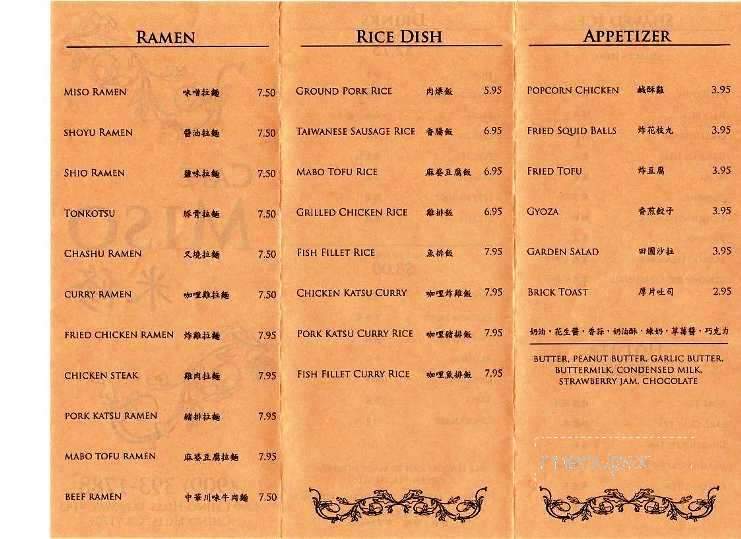 RAMEN
MISO RAMEN 味噌拉麵 7.50
SHOYU RAMEN 醬油拉麵 7.50
SHIO RAMEN 鹽味拉麵 7.50
TONKOTSU 豚骨拉麵 7.50
CHASHU RAMEN 叉燒拉麵 7.50
CURRY RAMEN 咖哩雞拉麵 7.50
FRIED CHICKEN RAMEN 炸雞拉麵 7.95
CHICKEN STEAK 雞肉拉麵 7.95
PORK KATSU RAMEN 豬排拉麵 7.95
MABO TOFU RAMEN 麻婆豆腐拉麵 7.95
BEEF RAMEN 中華川味牛肉麵 7.50
RICE DISH
GROUND PORK RICE 肉燥飯 5.95
TAIWANESE SAUSAGE RICE 香腸飯 6.95
MABO TOFU RICE 麻婆豆腐飯 6.95
GRILLED CHICKEN RICE 雞排飯 6.95
FISH FILLET RICE 魚排飯 7.95
CHICKEN KATSU CURRY 咖哩炸雞飯 7.95
PORK KATSU CURRY RICE 咖哩豬排飯 7.95
FISH FILLET CURRY RICE 咖哩魚排飯 7.95
APPETIZER
POPCORN CHICKEN 鹹酥雞 3.95
FRIED SQUID BALLS 炸花枝丸 3.95
FRIED TOFU 炸豆腐 3.95
GYOZA 香煎餃子 3.95
GARDEN SALAD 田園沙拉 3.95
BRICK TOAST 厚片吐司 2.95
奶油，花生醬，香蒜，奶油酥，煉奶，草莓醬，巧克力
BUTTER, PEANUT BUTTER, GARLIC BUTTER,
BUTTERMILK, CONDENSED MILK,
STRAWBERRY JAM, CHOCOLATE